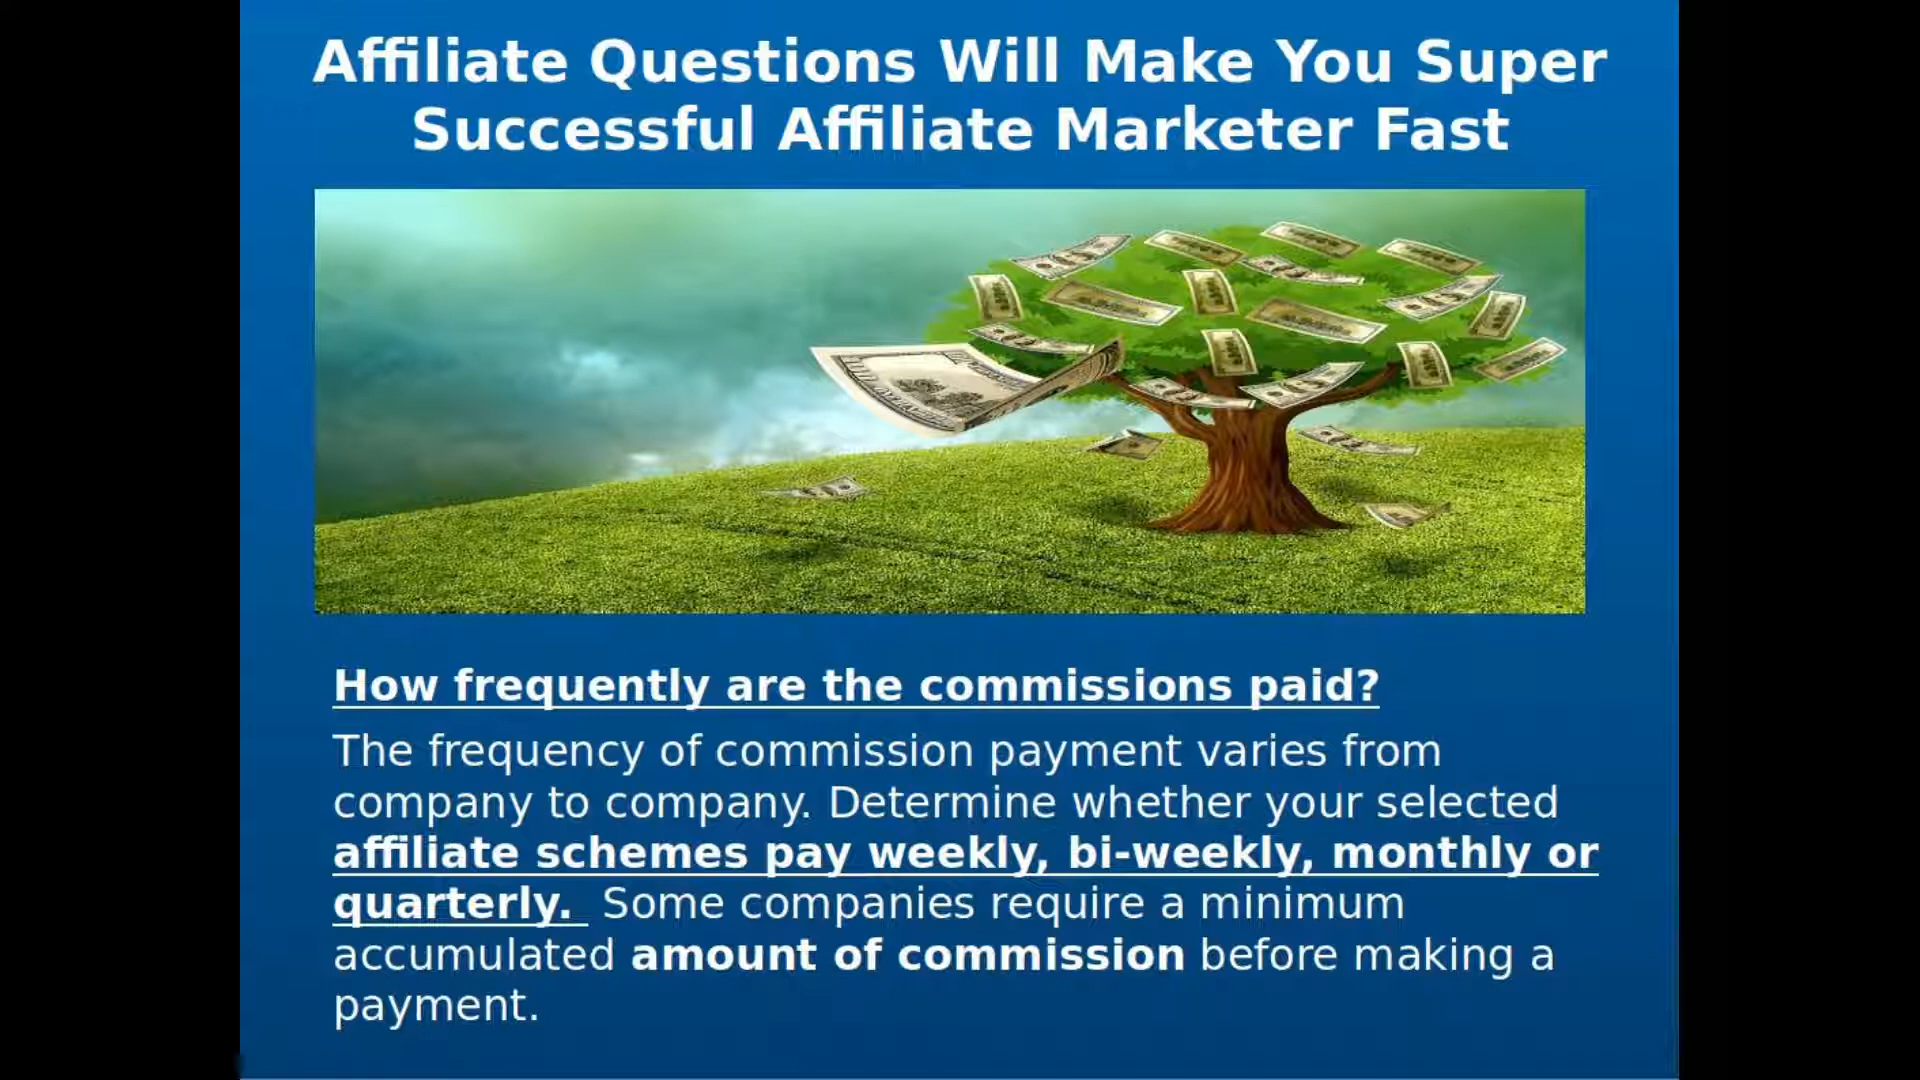 Affiliate Questions Will Make You Super
Successful Affiliate Marketer Fast
How frequently are the commissions paid?
The frequency of commission payment varies from
company to company. Determine whether your selected
affiliate schemes pay weekly, bi-weekly, monthly or
quarterly.  Some companies require a minimum
accumulated amount of commission before making a
payment.